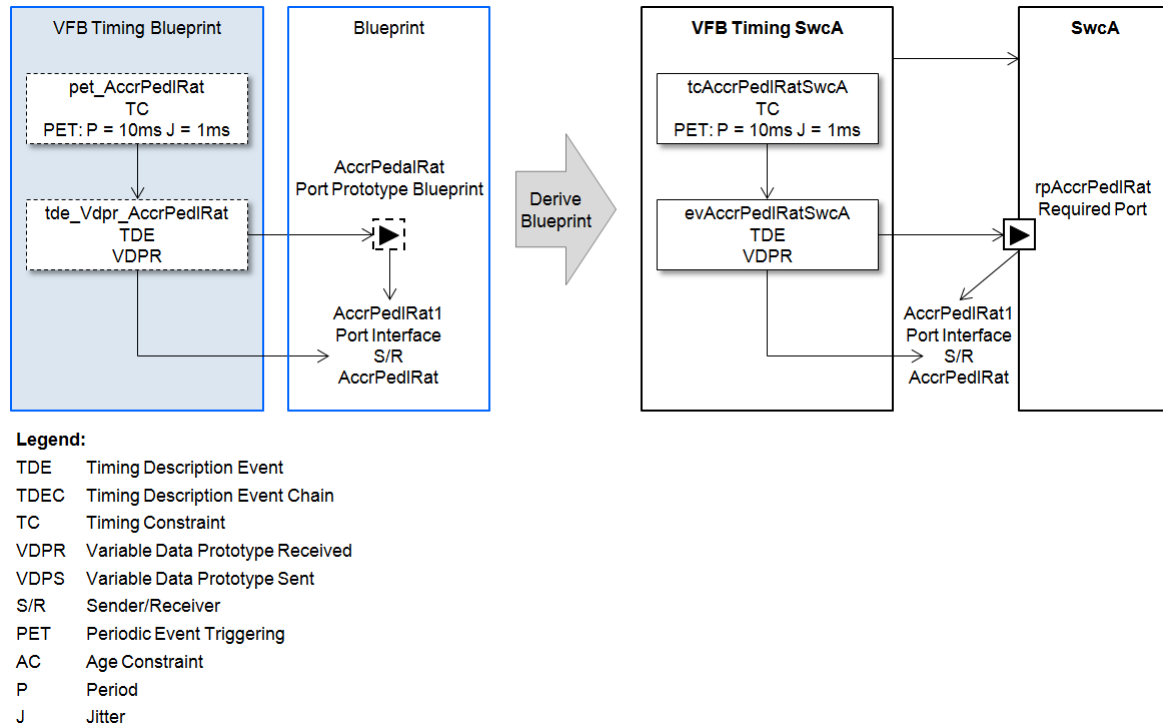 VFB Timing Blueprint
pet_AccrPedlRat
TC
PET: P = 10ms J = 1ms
tde_Vdpr_AccrPedlRat
TDE
VDPR
Blueprint
AccrPedalRat
Port Prototype Blueprint
AccrPedlRat1
Port Interface
S/R
AccrPedlRat
Derive
Blueprint
VFB Timing SwcA
tcAccrPedlRatSwcA
TC
PET: P = 10ms J = 1ms
evAccrPedlRatSwcA
TDE
VDPR
SwcA
rpAccrPedlRat
Required Port
AccrPedlRat1
Port Interface
S/R
AccrPedlRat
Legend:
TDE Timing Description Event
TDEC Timing Description Event Chain
TC Timing Constraint
VDPR Variable Data Prototype Received
VDPS Variable Data Prototype Sent
S/R Sender/Receiver
PET Periodic Event Triggering
AC Age Constraint
P Period
J Jitter